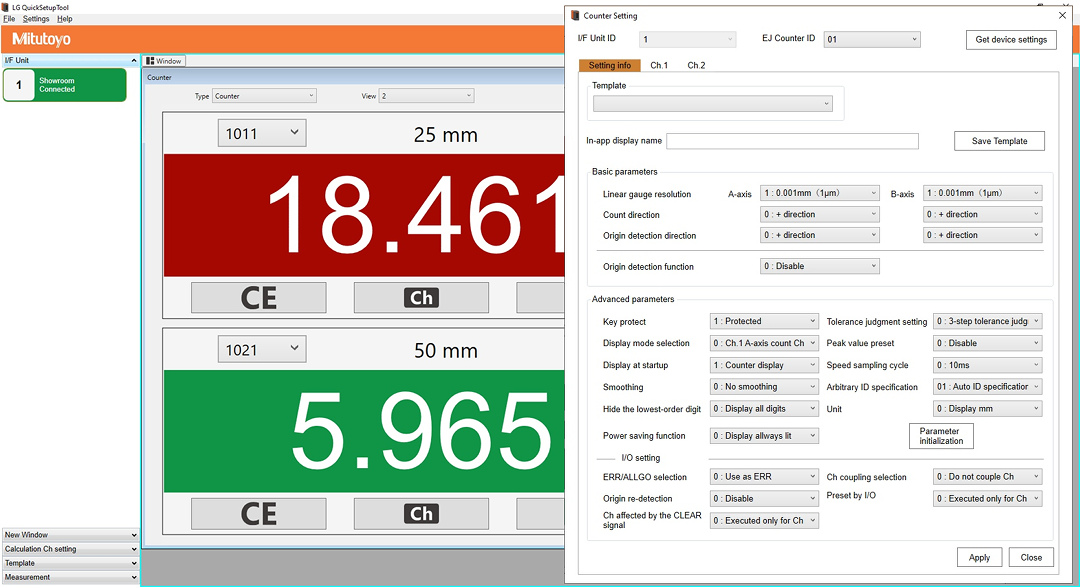 LG QuickSetupTool
File Settings Help
Mitutoyo
I/F Unit
1
Showroom
Connected
New Window
Calculation Ch setting
Template
Measurement
Window
Counter
Type Counter View 2
1011 25 mm
18.461
CE Ch
1021 50 mm
5.965
CE Ch
Counter Setting
I/F Unit ID 1 EJ Counter ID 01 Get device settings
Setting info Ch.1 Ch.2
Template
In-app display name Save Template
Basic parameters
Linear gauge resolution A-axis 1 : 0.001mm (1μm) B-axis 1 : 0.001mm (1μm)
Count direction 0 : + direction 0 : + direction
Origin detection direction 0 : + direction 0 : + direction
Origin detection function 0 : Disable
Advanced parameters
Key protect 1 : Protected Tolerance judgment setting 0 : 3-step tolerance judg
Display mode selection 0 : Ch.1 A-axis count Ch Peak value preset 0 : Disable
Display at startup 1 : Counter display Speed sampling cycle 0 : 10ms
Smoothing 0 : No smoothing Arbitrary ID specification 01 : Auto ID specification
Hide the lowest-order digit 0 : Display all digits Unit 0 : Display mm
Power saving function 0 : Display allways lit Parameter
initialization
I/O setting
ERR/ALLGO selection 0 : Use as ERR Ch coupling selection 0 : Do not couple Ch
Origin re-detection 0 : Disable Preset by I/O 0 : Executed only for Ch
Ch affected by the CLEAR
signal 0 : Executed only for Ch
Apply Close